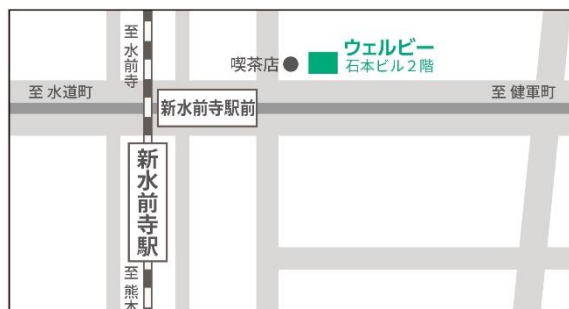 至 水前寺
ウェルビー
石本ビル2階
喫茶店
至 水道町
至 健軍町
新水前寺駅前
新水前寺駅
至 熊本